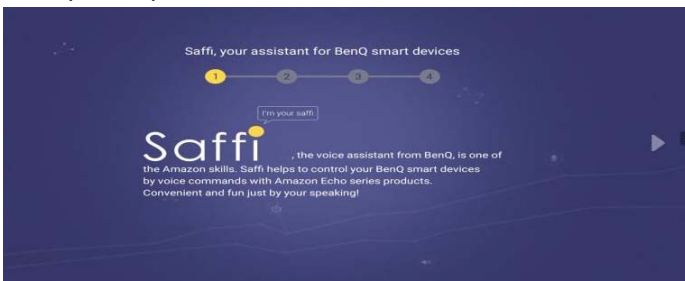 Saffi, your assistant for BenQ smart devices
1 2 3 4
I'm your saffi
Saffi , the voice assistant from BenQ, is one of
the Amazon skills. Saffi helps to control your BenQ smart devices
by voice commands with Amazon Echo series products.
Convenient and fun just by your speaking!